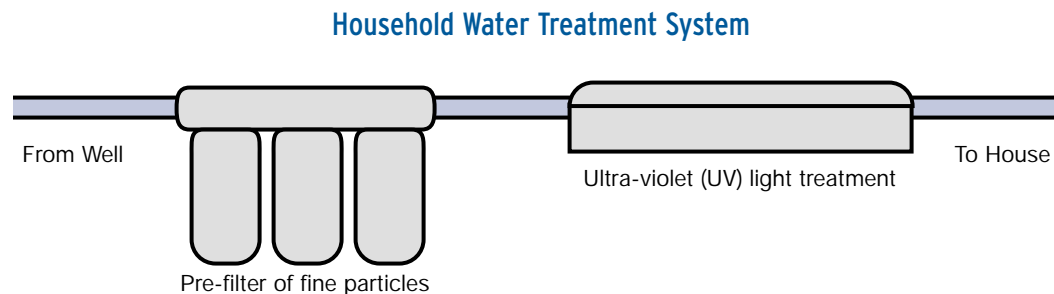 Household Water Treatment System
From Well
To House
Ultra-violet (UV) light treatment
Pre-filter of fine particles